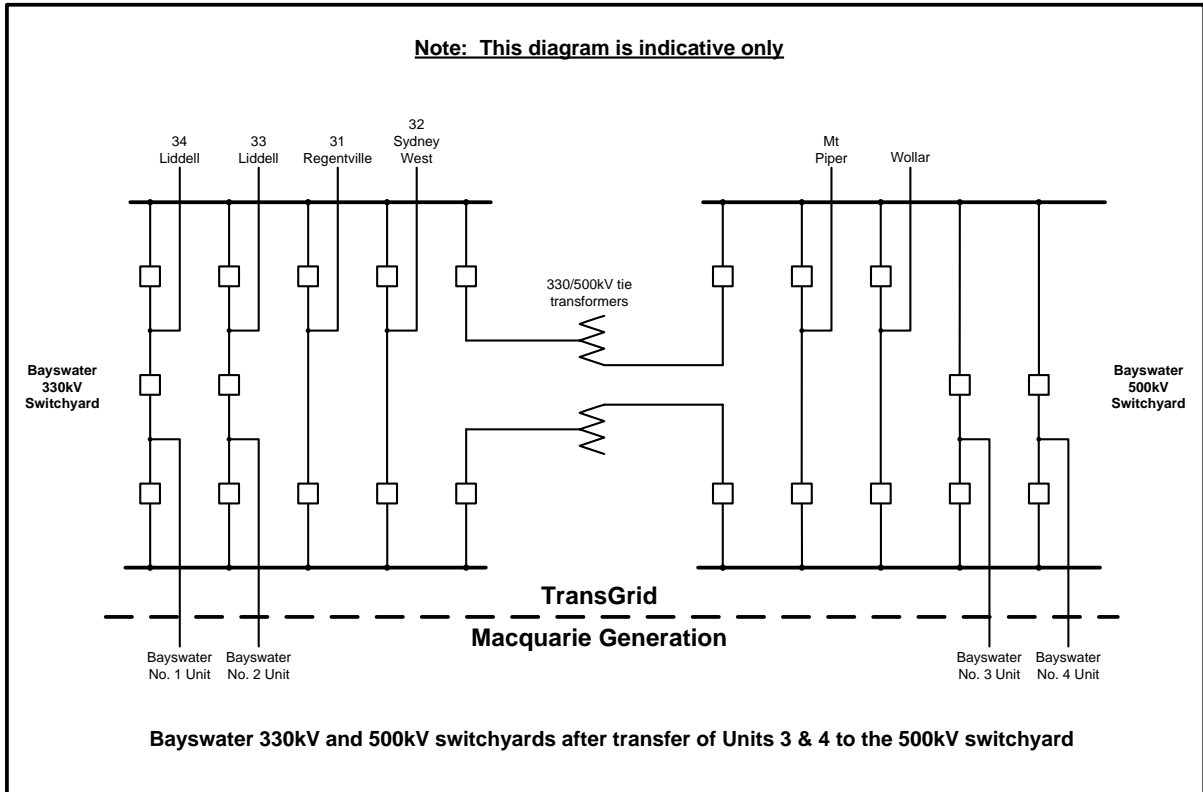 Note: This diagram is indicative only
34
Liddell
33
Liddell
31
Regentville
32
Sydney
West
Mt
Piper
Wollar
330/500kV tie
transformers
Bayswater
330kV
Switchyard
Bayswater
500kV
Switchyard
TransGrid
Macquarie Generation
Bayswater
No. 1 Unit
Bayswater
No. 2 Unit
Bayswater
No. 3 Unit
Bayswater
No. 4 Unit
Bayswater 330kV and 500kV switchyards after transfer of Units 3 & 4 to the 500kV switchyard